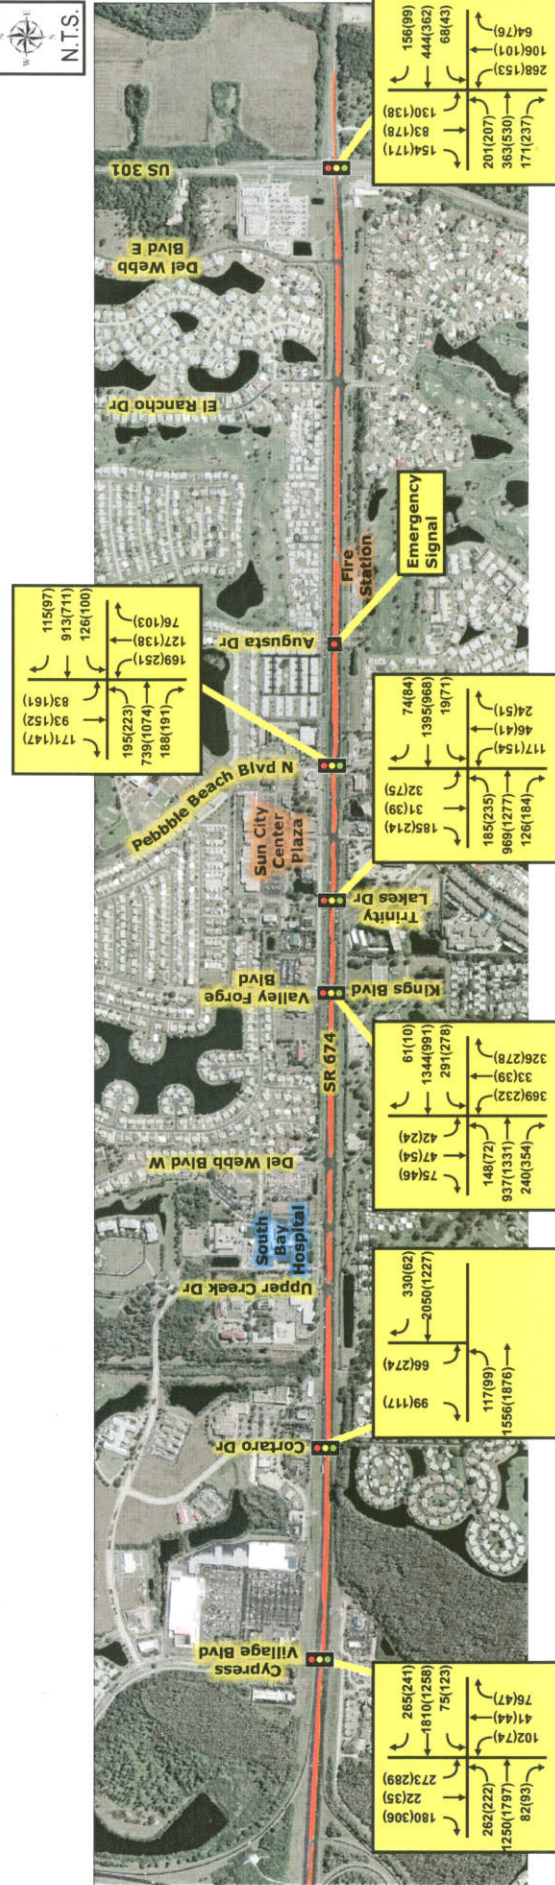 N
W
E
S
N.T.S.
156(99)
444(362)
68(43)
154(171)
83(178)
130(138)
201(207)
363(530)
171(237)
268(153)
106(101)
64(76)
US 301
Del Webb
Blvd E
El Rancho Dr
Fire
Station
Emergency
Signal
Augusta Dr
115(97)
913(711)
126(100)
171(147)
93(152)
83(161)
195(223)
739(1074)
188(191)
169(251)
127(138)
76(103)
Pebbble Beach Blvd N
Sun City
Center
Plaza
74(84)
1395(968)
19(71)
185(214)
31(39)
32(75)
185(235)
969(1277)
126(184)
117(154)
46(41)
24(51)
Trinity
Lakes Dr
Valley Forge
Blvd
Kings Blvd
SR 674
61(10)
1344(991)
291(278)
75(46)
47(54)
42(24)
148(72)
937(1331)
240(354)
369(232)
33(39)
326(278)
Del Webb Blvd W
South
Bay
Hospital
Upper Creek Dr
330(62)
2050(1227)
99(117)
66(274)
117(99)
1556(1876)
Cortaro Dr
Cypress
Village Blvd
265(241)
1810(1258)
75(123)
180(306)
22(35)
273(289)
262(222)
1250(1797)
82(93)
102(74)
41(44)
76(47)